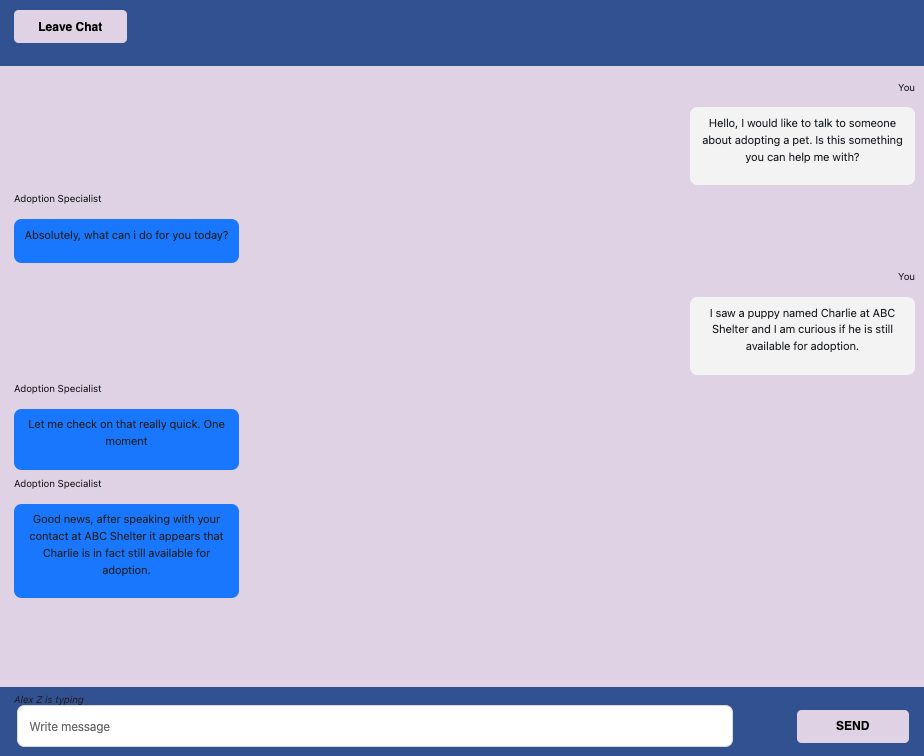 Leave Chat
You
Hello, I would like to talk to someone
about adopting a pet. Is this something
you can help me with?
Adoption Specialist
Absolutely, what can i do for you today?
You
I saw a puppy named Charlie at ABC
Shelter and I am curious if he is still
available for adoption.
Adoption Specialist
Let me check on that really quick. One
moment
Adoption Specialist
Good news, after speaking with your
contact at ABC Shelter it appears that
Charlie is in fact still available for
adoption.
Alex Z is typing
Write message
SEND